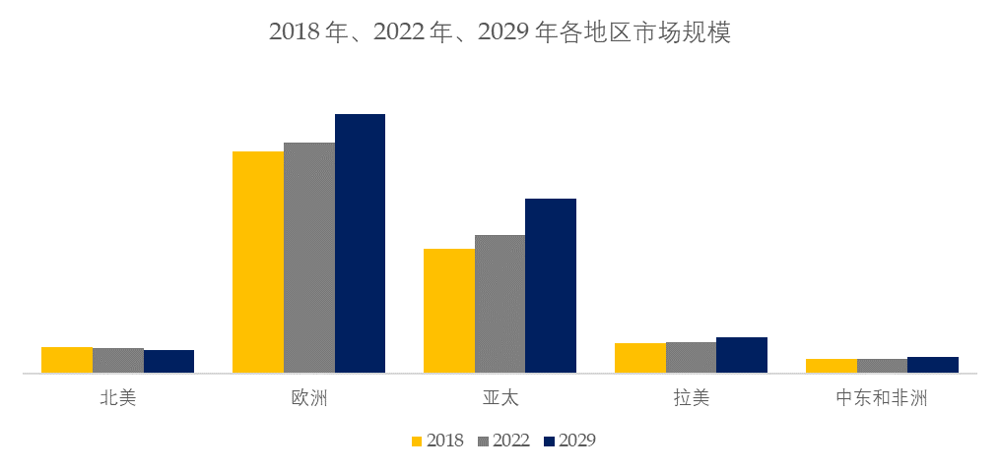 2018 年、2022 年、2029 年各地区市场规模
北美 欧洲 亚太 拉美 中东和非洲
2018 2022 2029